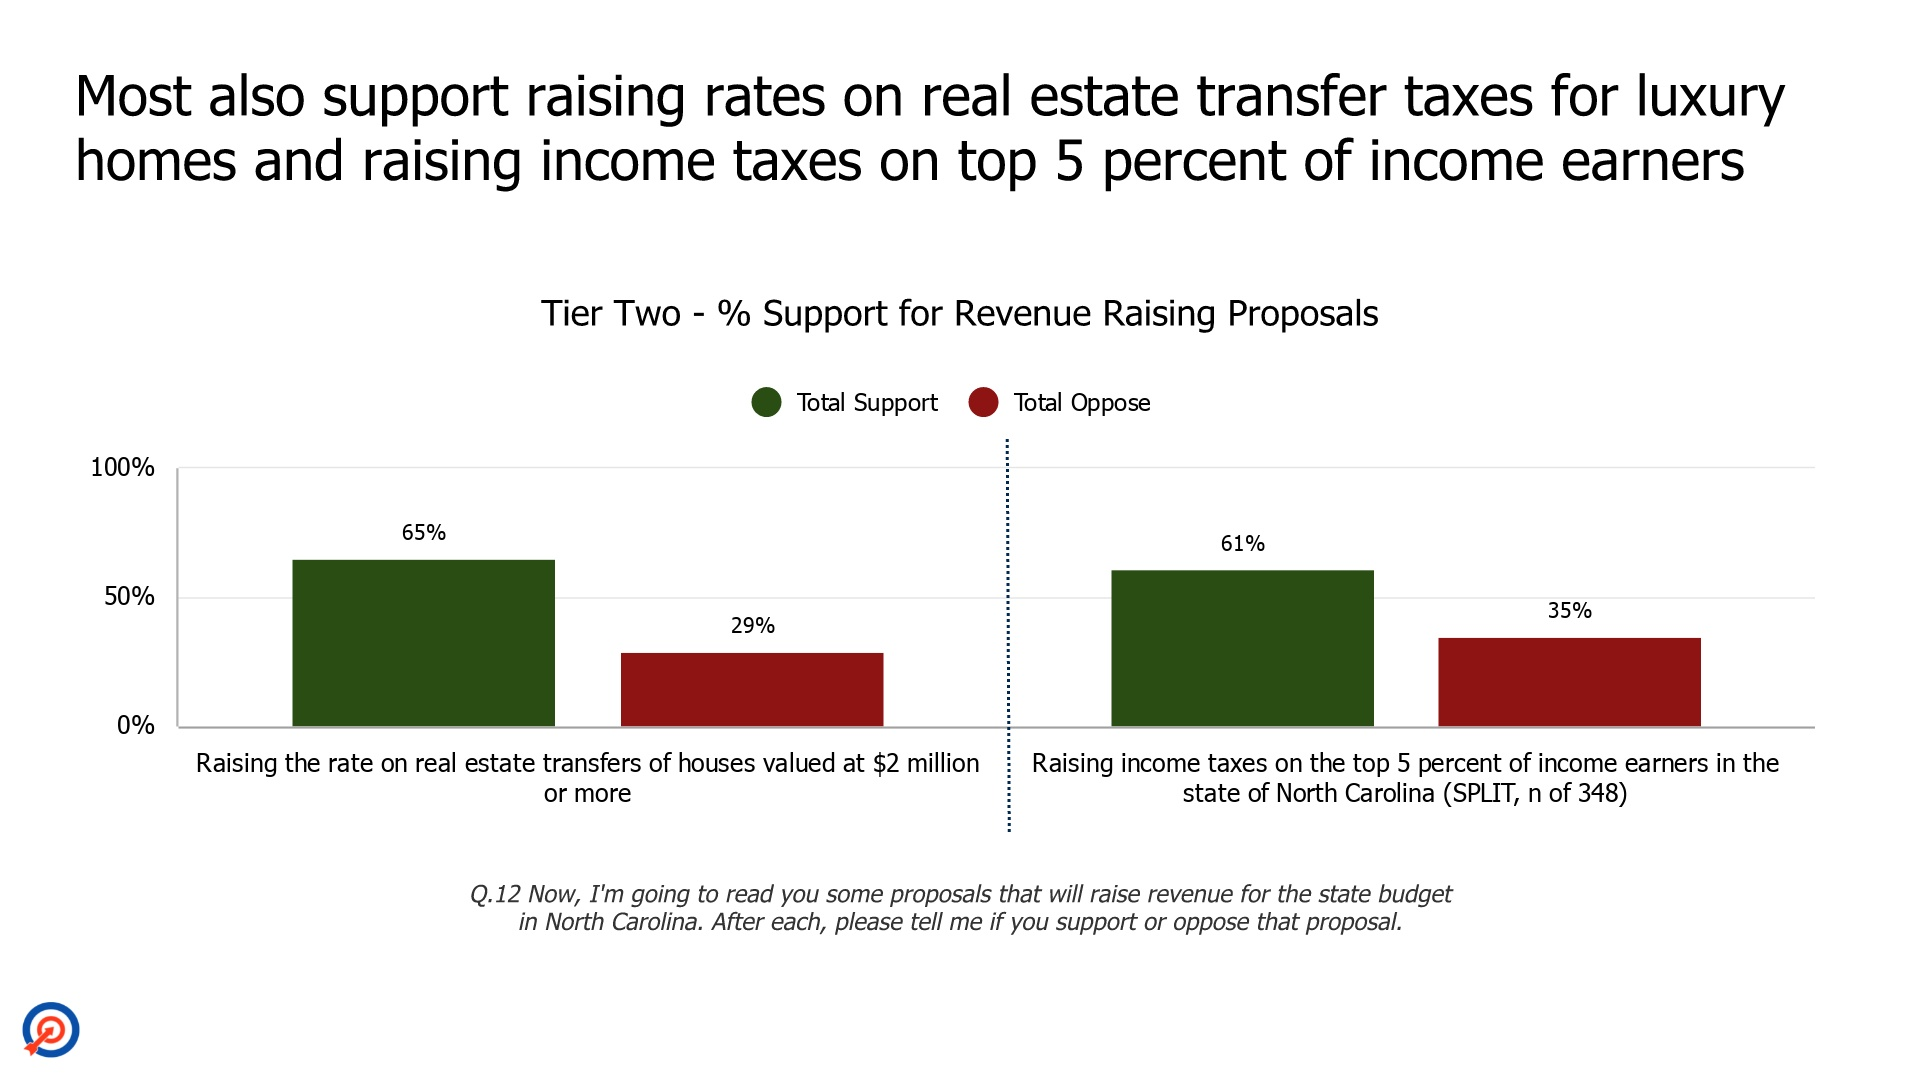 Most also support raising rates on real estate transfer taxes for luxury
homes and raising income taxes on top 5 percent of income earners
Tier Two - % Support for Revenue Raising Proposals
Total Support
Total Oppose
100%
50%
0%
65%
29%
61%
35%
Raising the rate on real estate transfers of houses valued at $2 million
or more
Raising income taxes on the top 5 percent of income earners in the
state of North Carolina (SPLIT, n of 348)
Q.12 Now, I'm going to read you some proposals that will raise revenue for the state budget
in North Carolina. After each, please tell me if you support or oppose that proposal.